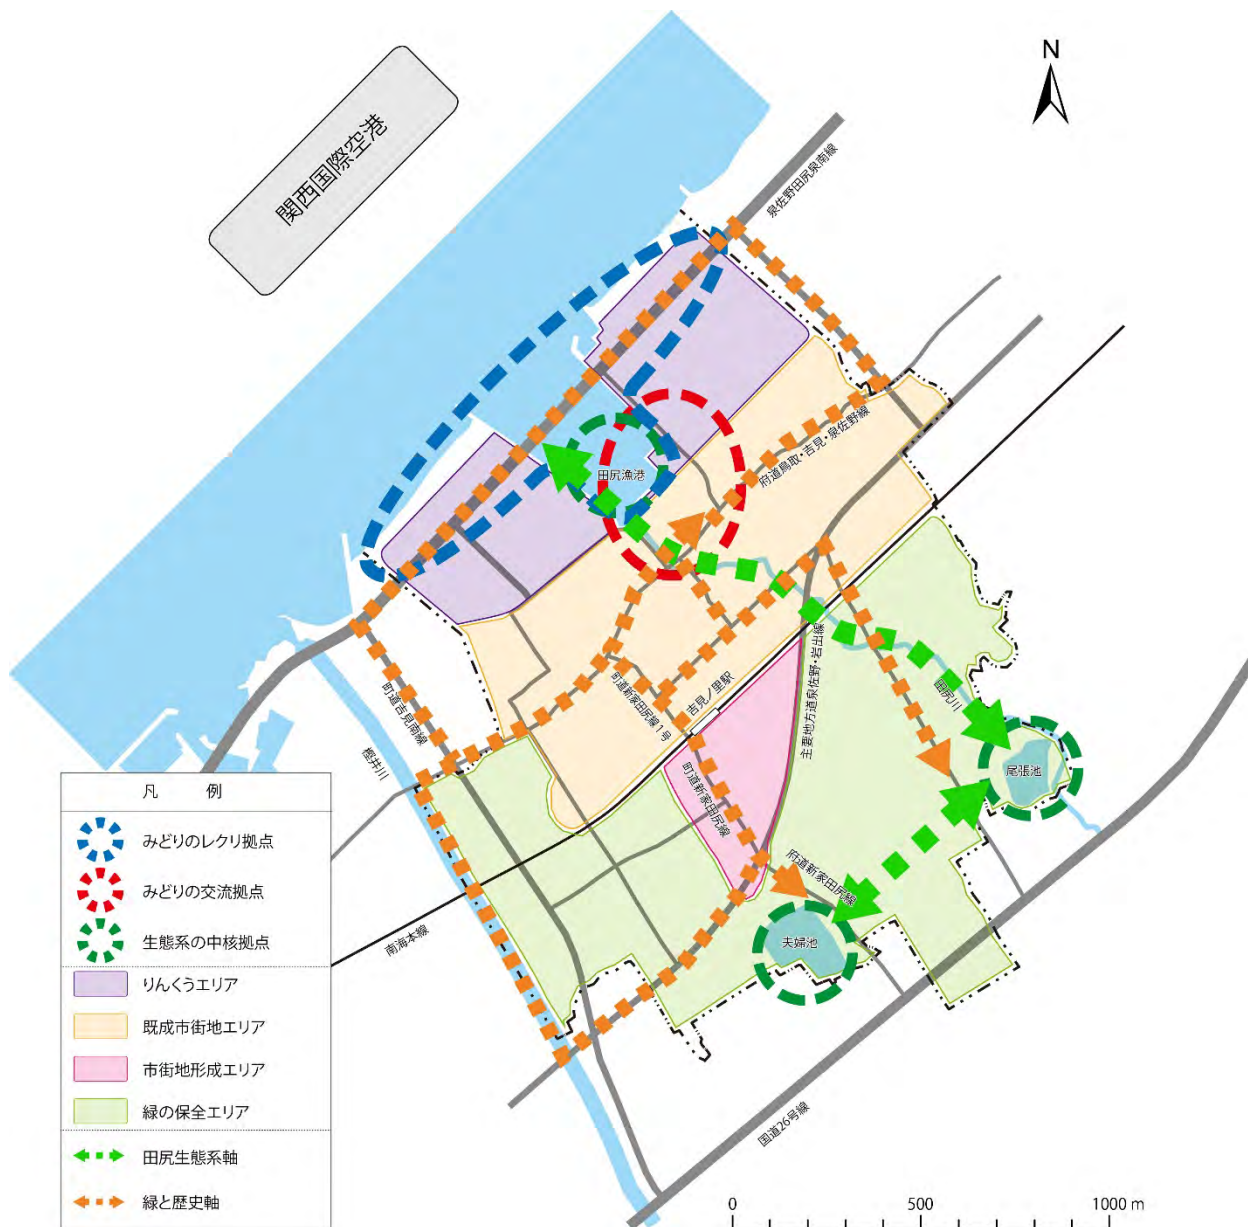 N
関西国際空港
泉佐野田尻泉南線
府道鳥取・吉見・泉佐野線
田尻漁港
町道新家田尻線1号
吉見ノ里駅
主要地方道泉佐野・岩出線
田尻川
尾張池
町道吉見南線
樫井川
町道新家田尻線
府道新家田尻線
夫婦池
南海本線
国道26号線
凡 例
みどりのレクリ拠点
みどりの交流拠点
生態系の中核拠点
りんくうエリア
既成市街地エリア
市街地形成エリア
緑の保全エリア
田尻生態系軸
緑と歴史軸
0 500 1000 m